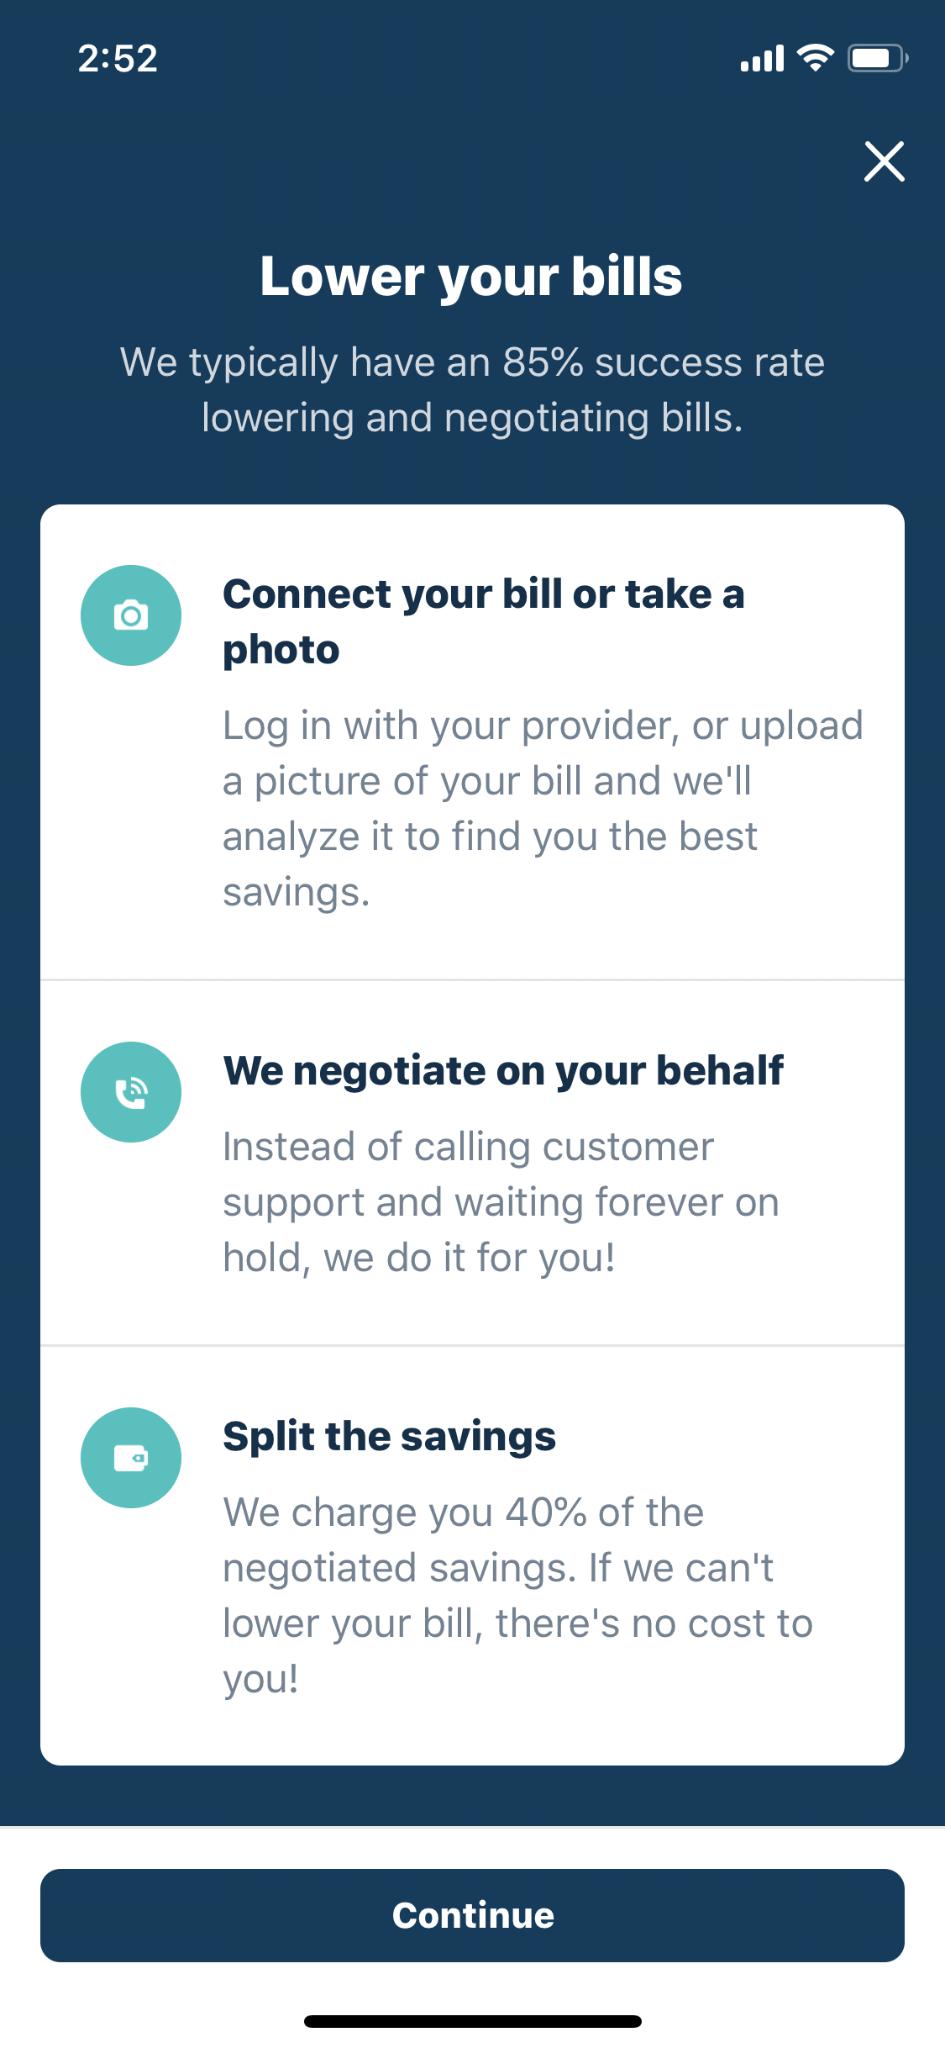 2:52
Lower your bills
We typically have an 85% success rate
lowering and negotiating bills.
Connect your bill or take a
photo
Log in with your provider, or upload
a picture of your bill and we'll
analyze it to find you the best
savings.
We negotiate on your behalf
Instead of calling customer
support and waiting forever on
hold, we do it for you!
Split the savings
We charge you 40% of the
negotiated savings. If we can't
lower your bill, there's no cost to
you!
Continue